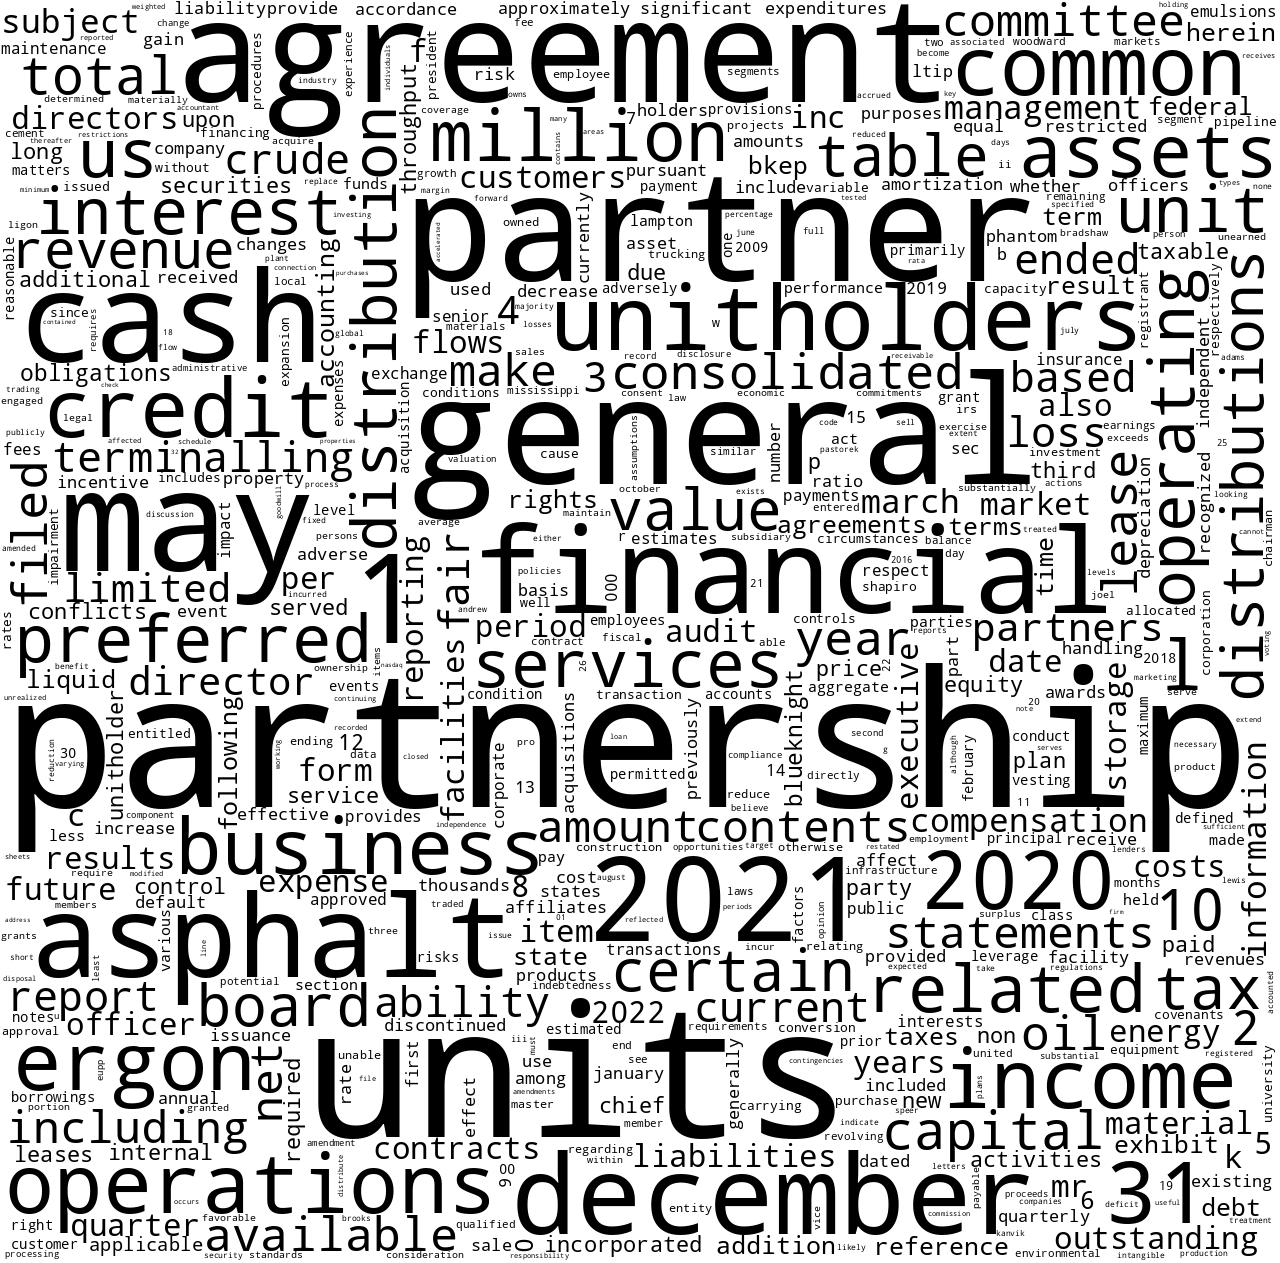 weighted
change
reported
subject
liability
provide
accordance
approximately
significant
expenditures
fee
holding
emulsions
committee
herein
maintenance
gain
agreement
total
procedures
industry
experience
individuals
f
president
risk
owns
employee
segments
two
associated
woodward
markets
become
receives
ltip
common
key
accrued
determined
materially
accountant
directors
upon
throughput
coverage
many
7
holders
provisions
inc
purposes
management
federal
cement
thereafter
restrictions
financing
acquire
million
contains
areas
projects
amounts
equal
restricted
segment
pipeline
long
us
company
crude
distribution
reduced
days
matters
without
growth
customers
pursuant
bkep
table
ii
assets
minimum
issued
securities
replace
funds
margin
forward
payment
include
variable
tested
amortization
whether
officers
types
none
ligon
interest
investing
partner
owned
currently
lampton
percentage
june
full
remaining
specified
term
unit
reasonable
revenue
changes
accounting
accelerated
asset
trucking
one
2009
primarily
rata
phantom
bradshaw
person
unearned
b
ended
taxable
plant
connection
purchases
additional
received
local
due
used
decrease
adversely
performance
2019
capacity
result
operating
respectively
distributions
cash
since
contained
requires
18
flow
expansion
global
senior
4
majority
materials
losses
unitholders
w
july
registrant
independent
obligations
administrative
flows
sales
record
disclosure
receivable
insurance
adams
trading
check
exchange
make
3
consolidated
based
engaged
credit
legal
expenses
conditions
mississippi
consent
law
economic
commitments
grant
irs
also
publicly
affected
schedule
32
properties
acquisition
general
code
15
sell
exercise
extent
loss
earnings
fees
terminalling
valuation
cause
assumptions
similar
number
act
pastorek
sec
exceeds
25
investment
filed
incentive
includes
property
process
p
ratio
third
actions
may
discussion
goodwill
level
fixed
persons
rights
october
maintain
exists
value
payments
entered
march
substantially
market
lease
depreciation
recognized
looking
amended
impairment
impact
average
r
estimates
subsidiary
agreements
circumstances
balance
terms
treated
cannot
chairman
adverse
1
reporting
fair
either
financial
day
2016
time
limited
per
incurred
policies
basis
well
000
21
respect
shapiro
levels
joel
rates
conflicts
event
served
andrew
period
employees
fiscal
audit
controls
parties
allocated
corporation
preferred
facilities
contract
able
year
reports
partners
handling
2018
voting
benefit
ownership
items
nasdaq
services
26
price
22
part
date
marketing
l
liquid
director
events
continuing
condition
transaction
accounts
aggregate
executive
equity
awards
serve
unrealized
partnership
unitholder
entitled
following
recorded
acquisitions
loan
previously
blueknight
second
g
20
note
storage
maximum
extend
30
reduction
varying
working
ending
12
data
closed
pro
compliance
although
february
conduct
serves
necessary
form
corporate
13
permitted
14
directly
plan
vesting
product
service
reduce
believe
11
information
c
component
effective
provides
independence
amount
contents
compensation
defined
sufficient
less
increase
construction
opportunities
target
otherwise
employment
principal
receive
made
sheets
results
business
pay
restated
lenders
require
modified
expense
cost
august
2021
infrastructure
affect
2020
costs
future
members
control
default
thousands
8
states
laws
party
months
address
approved
traded
affiliates
01
reflected
periods
factors
opinion
public
surplus
class
firm
held
10
lewis
grants
asphalt
three
issue
item
transactions
incur
relating
statements
short
various
line
risks
state
provided
leverage
facility
paid
disposal
least
potential
section
products
indebtedness
certain
expected
take
regulations
revenues
accounted
report
board
ability
current
related
tax
notes
u
officer
2022
covenants
approval
issuance
discontinued
estimated
requirements
conversion
interests
non
oil
energy
2
ergon
eupp
net
unable
first
iii
must
end
prior
taxes
united
substantial
equipment
registered
rate
file
units
use
see
generally
contingencies
years
income
required
among
january
included
plans
borrowings
annual
effect
amendments
master
chief
carrying
purchase
new
university
portion
granted
member
speer
indicate
including
amendment
contracts
revolving
capital
material
leases
internal
regarding
within
liabilities
dated
letters
activities
exhibit
k
5
operations
distribute
9
00
december
payable
proceeds
companies
mr
6
31
19
existing
occurs
entity
vice
deficit
useful
debt
right
quarter
favorable
brooks
available
qualified
commission
quarterly
treatment
customer
applicable
sale
0
incorporated
addition
likely
reference
kanvik
outstanding
processing
security
standards
consideration
responsibility
environmental
intangible
production